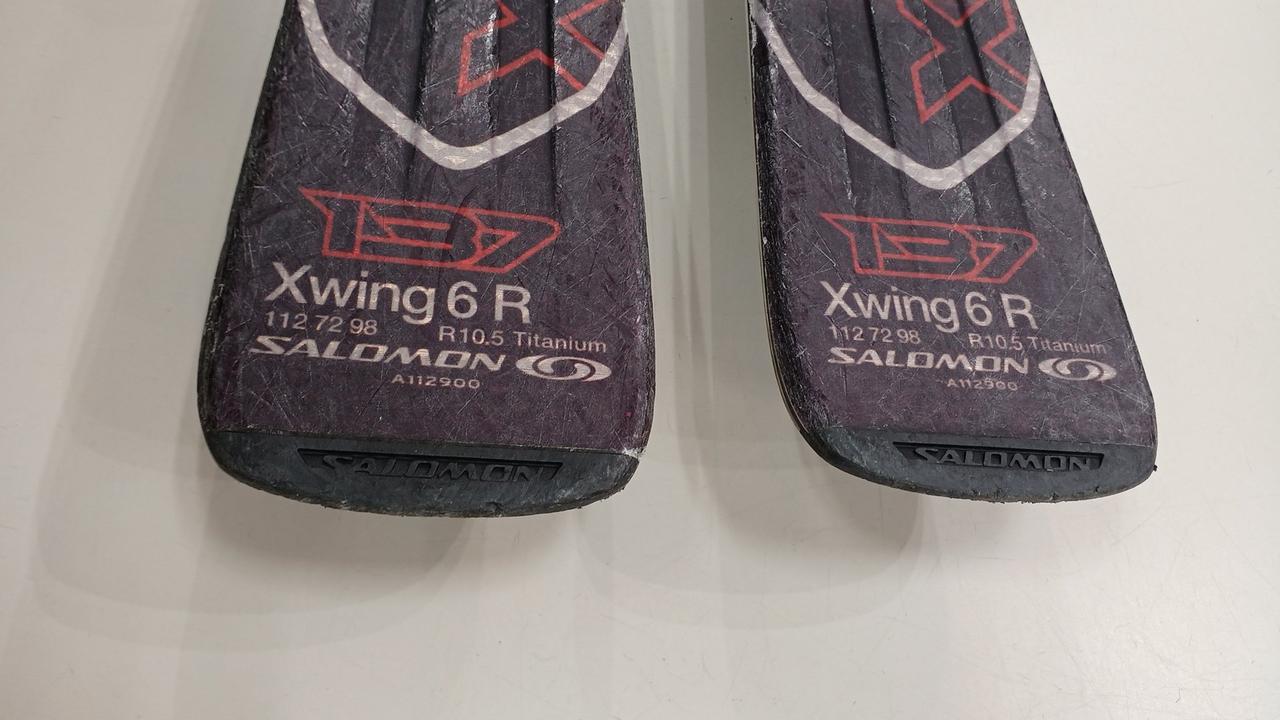 X
137
Xwing 6 R
112 72 98 R10.5 Titanium
SALOMON
A112900
SALOMON
X
137
Xwing 6 R
112 72 98 R10.5 Titanium
SALOMON
A112900
SALOMON